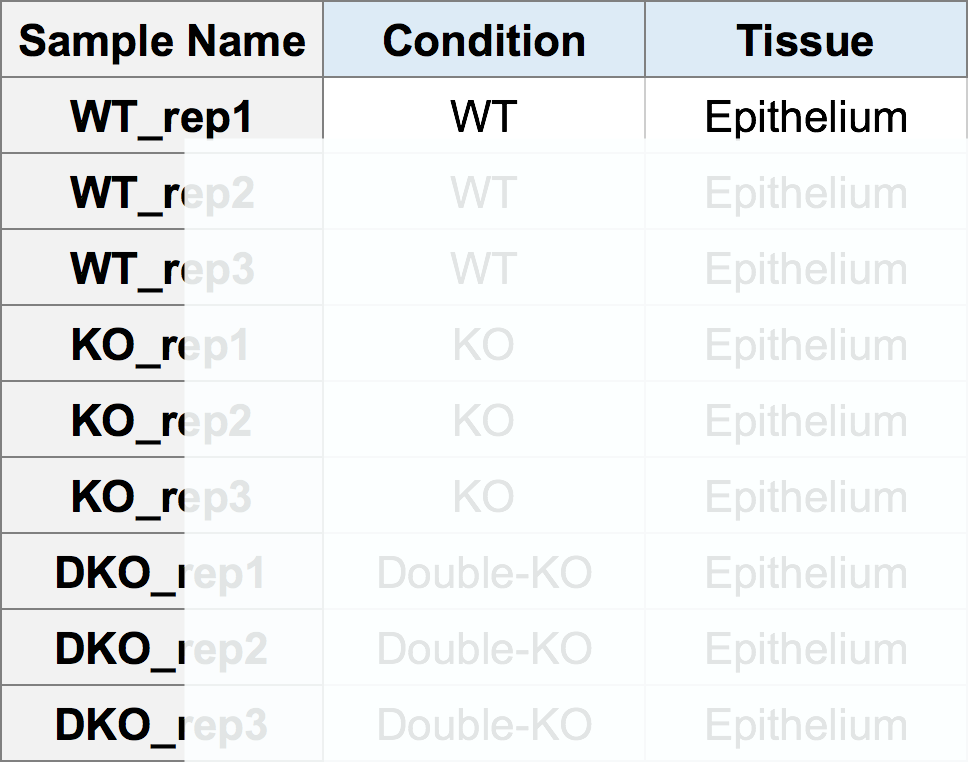 Sample Name Condition Tissue
WT_rep1 WT Epithelium
WT_rep2 WT Epithelium
WT_rep3 WT Epithelium
KO_rep1 KO Epithelium
KO_rep2 KO Epithelium
KO_rep3 KO Epithelium
DKO_rep1 Double-KO Epithelium
DKO_rep2 Double-KO Epithelium
DKO_rep3 Double-KO Epithelium